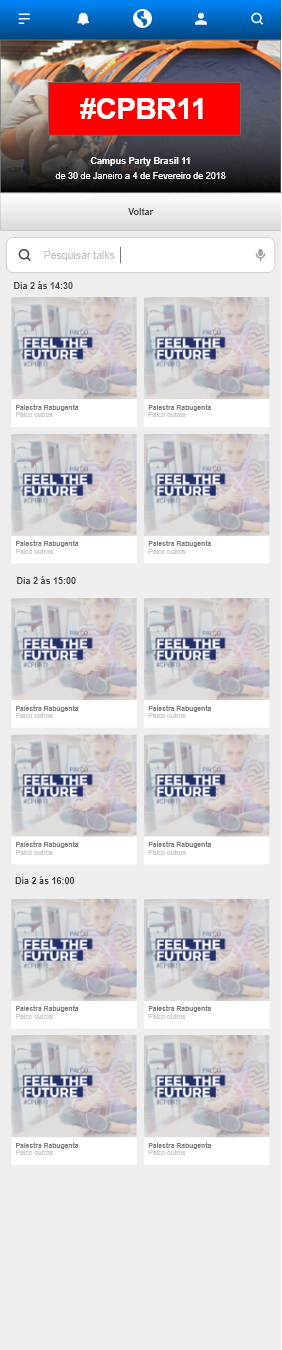 #CPBR11
Campus Party Brasil 11
de 30 de Janeiro a 4 de Fevereiro de 2018
Voltar
Pesquisar talks
Dia 2 às 14:30
PALCO
FEEL THE
FUTURE
#CPBR11
Palestra Rabugenta
Palco outros
PALCO
FEEL THE
FUTURE
#CPBR11
Palestra Rabugenta
Palco outros
PALCO
FEEL THE
FUTURE
#CPBR11
Palestra Rabugenta
Palco outros
PALCO
FEEL THE
FUTURE
#CPBR11
Palestra Rabugenta
Palco outros
Dia 2 às 15:00
PALCO
FEEL THE
FUTURE
#CPBR11
Palestra Rabugenta
Palco outros
PALCO
FEEL THE
FUTURE
#CPBR11
Palestra Rabugenta
Palco outros
PALCO
FEEL THE
FUTURE
#CPBR11
Palestra Rabugenta
Palco outros
PALCO
FEEL THE
FUTURE
#CPBR11
Palestra Rabugenta
Palco outros
Dia 2 às 16:00
PALCO
FEEL THE
FUTURE
#CPBR11
Palestra Rabugenta
Palco outros
PALCO
FEEL THE
FUTURE
#CPBR11
Palestra Rabugenta
Palco outros
PALCO
FEEL THE
FUTURE
#CPBR11
Palestra Rabugenta
Palco outros
PALCO
FEEL THE
FUTURE
#CPBR11
Palestra Rabugenta
Palco outros